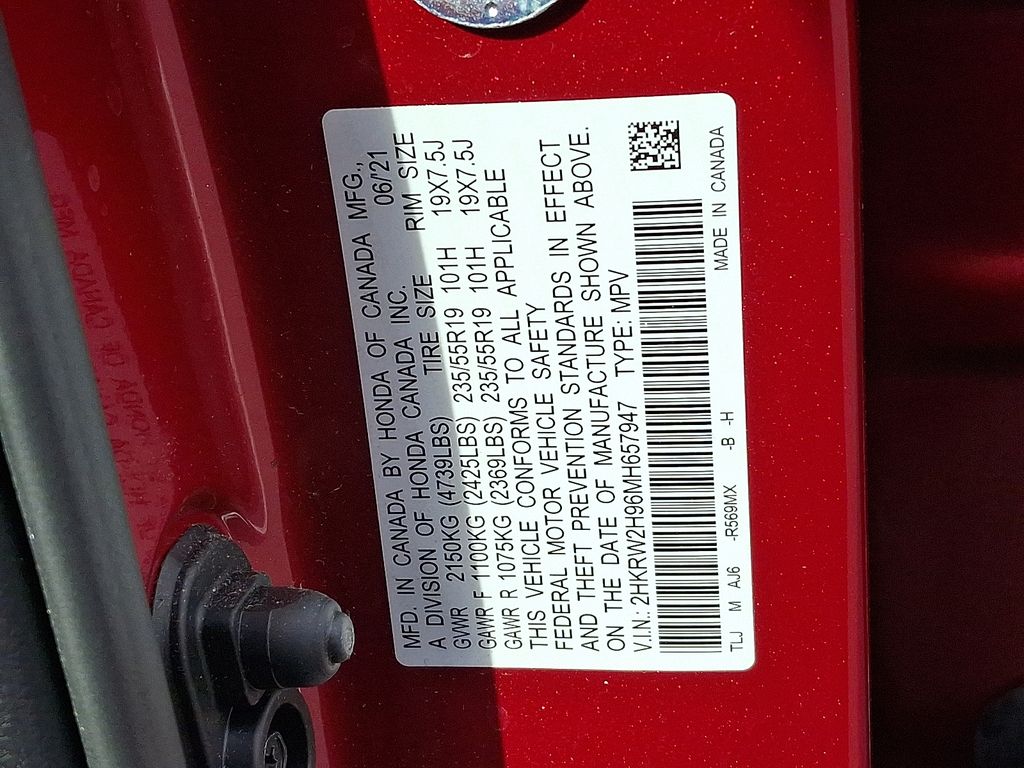 MFD. IN CANADA BY HONDA OF CANADA MFG.,
A DIVISION OF HONDA CANADA INC. 06/'21
GVWR 2150KG (4739LBS) TIRE SIZE RIM SIZE
GAWR F 1100KG (2425LBS) 235/55R19 101H 19X7.5J
GAWR R 1075KG (2369LBS) 235/55R19 101H 19X7.5J
THIS VEHICLE CONFORMS TO ALL APPLICABLE
FEDERAL MOTOR VEHICLE SAFETY
AND THEFT PREVENTION STANDARDS IN EFFECT
ON THE DATE OF MANUFACTURE SHOWN ABOVE.
V.I.N.: 2HKRW2H96MH657947 TYPE: MPV
TLJ M AJ6 -R569MX -B -H MADE IN CANADA